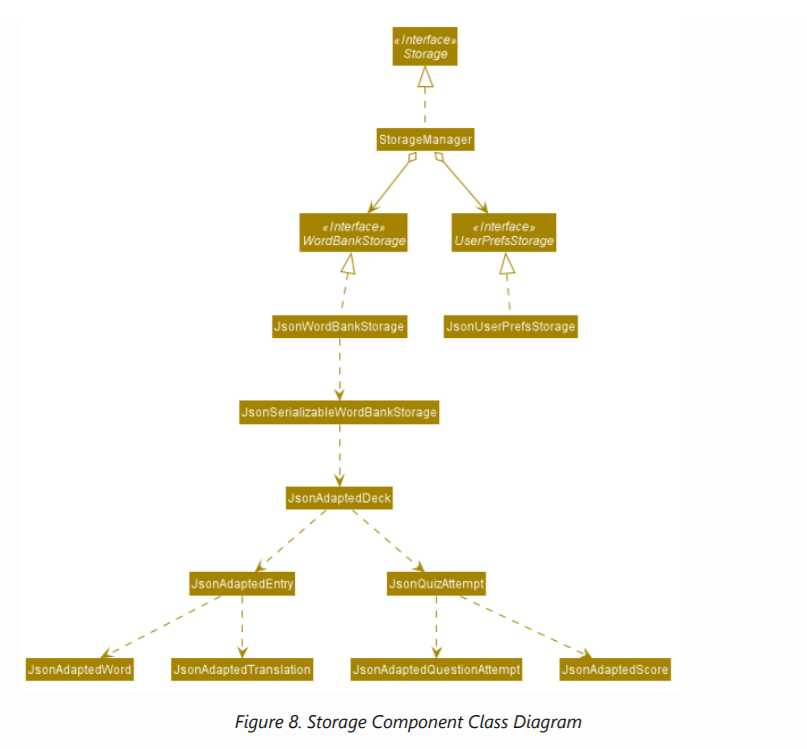 «Interface»
Storage
StorageManager
«Interface»
WordBankStorage
«Interface»
UserPrefsStorage
JsonWordBankStorage
JsonUserPrefsStorage
JsonSerializableWordBankStorage
JsonAdaptedDeck
JsonAdaptedEntry
JsonQuizAttempt
JsonAdaptedWord
JsonAdaptedTranslation
JsonAdaptedQuestionAttempt
JsonAdaptedScore
Figure 8. Storage Component Class Diagram